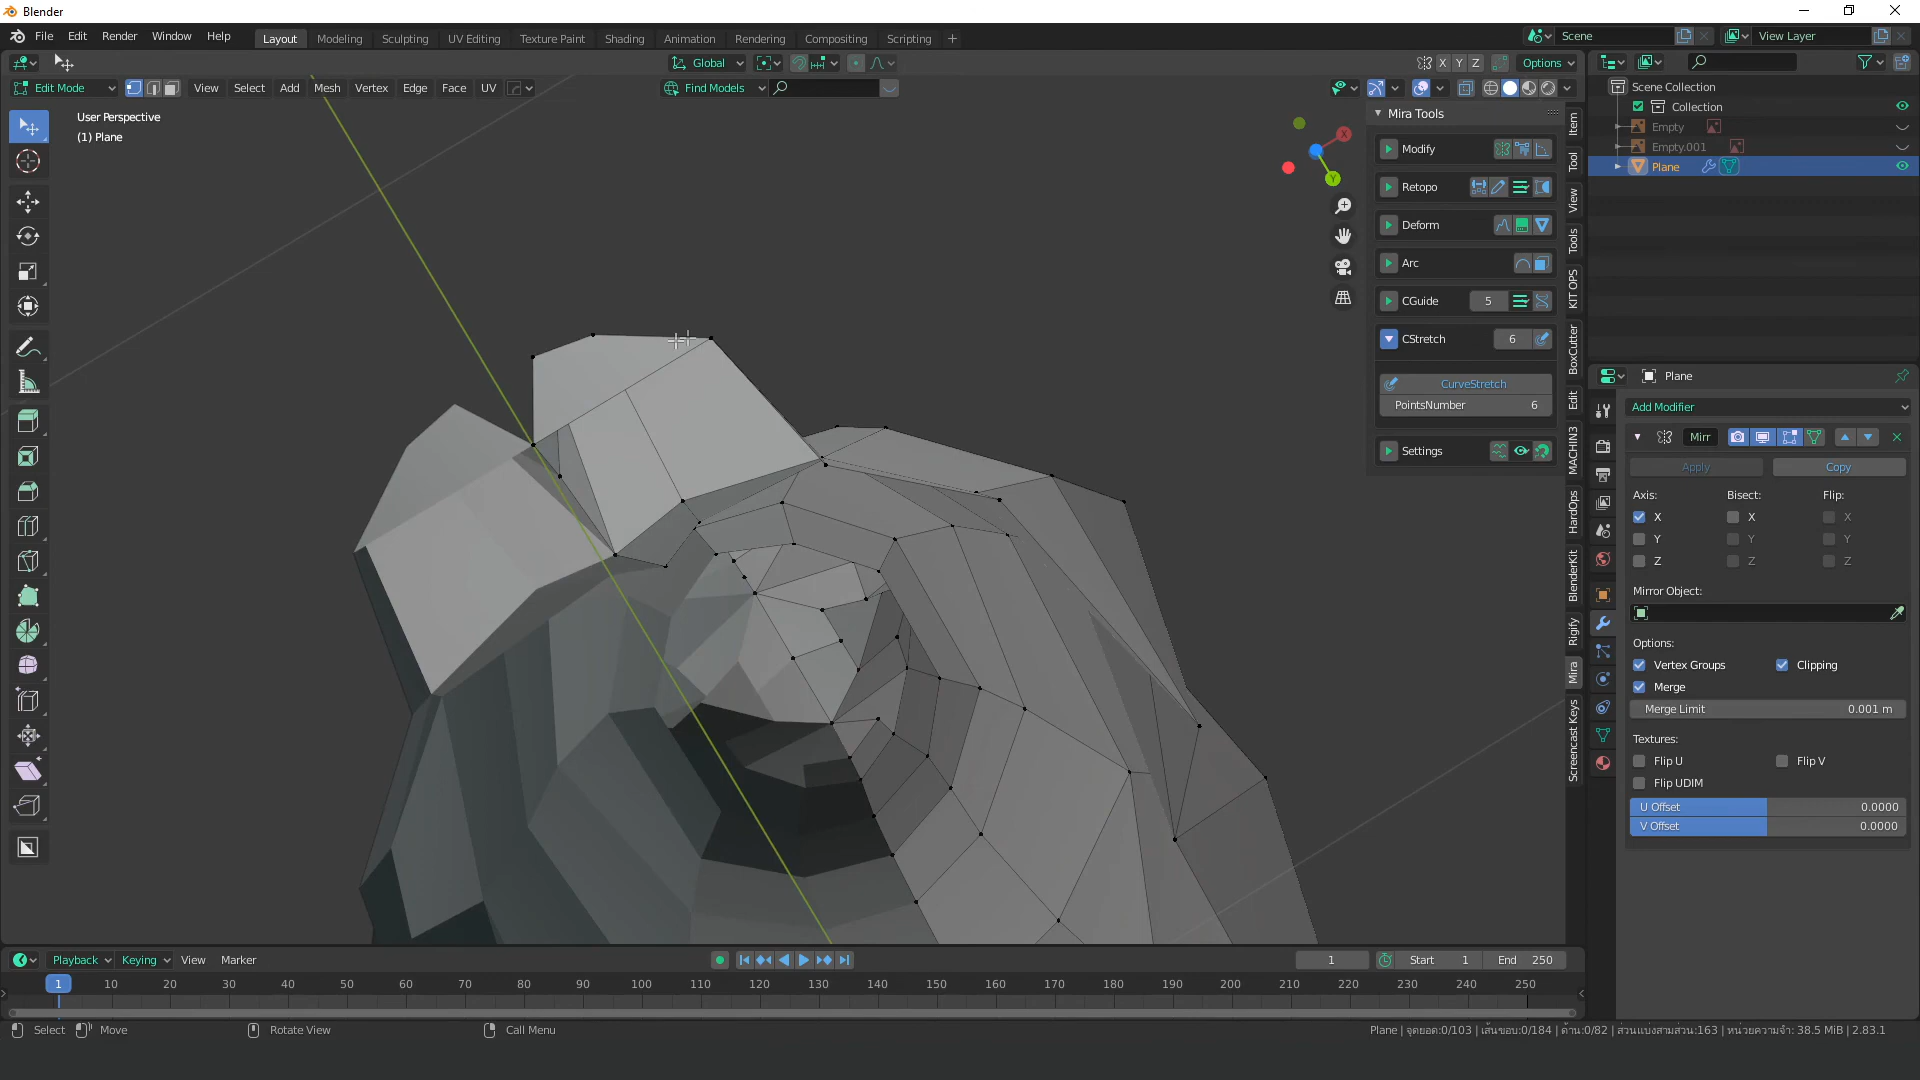 Blender
File Edit Render Window Help Layout Modeling Sculpting UV Editing Texture Paint Shading Animation Rendering Compositing Scripting + Scene View Layer
Global X Y Z Options
Edit Mode View Select Add Mesh Vertex Edge Face UV Find Models
User Perspective
(1) Plane
X
Y
Mira Tools
Modify
Retopo
Deform
Arc
CGuide 5
CStretch 6
CurveStretch
PointsNumber 6
Settings
Item
Tool
View
Tools
KIT OPS
BoxCutter
Edit
MACHIN3
HardOps
BlenderKit
Rigify
Mira
Screencast Keys
Scene Collection
Collection
Empty
Empty.001
Plane
Plane
Add Modifier
Mirr
Apply Copy
Axis: Bisect: Flip:
X X X
Y Y Y
Z Z Z
Mirror Object:
Options:
Vertex Groups Clipping
Merge
Merge Limit 0.001 m
Textures:
Flip U Flip V
Flip UDIM
U Offset 0.0000
V Offset 0.0000
Playback Keying View Marker 1 Start 1 End 250
1 10 20 30 40 50 60 70 80 90 100 110 120 130 140 150 160 170 180 190 200 210 220 230 240 250
Select Move Rotate View Call Menu Plane | จุดยอด:0/103 | เส้นขอบ:0/184 | ด้าน:0/82 | ส่วนแบ่งสามส่วน:163 | หน่วยความจำ: 38.5 MiB | 2.83.1